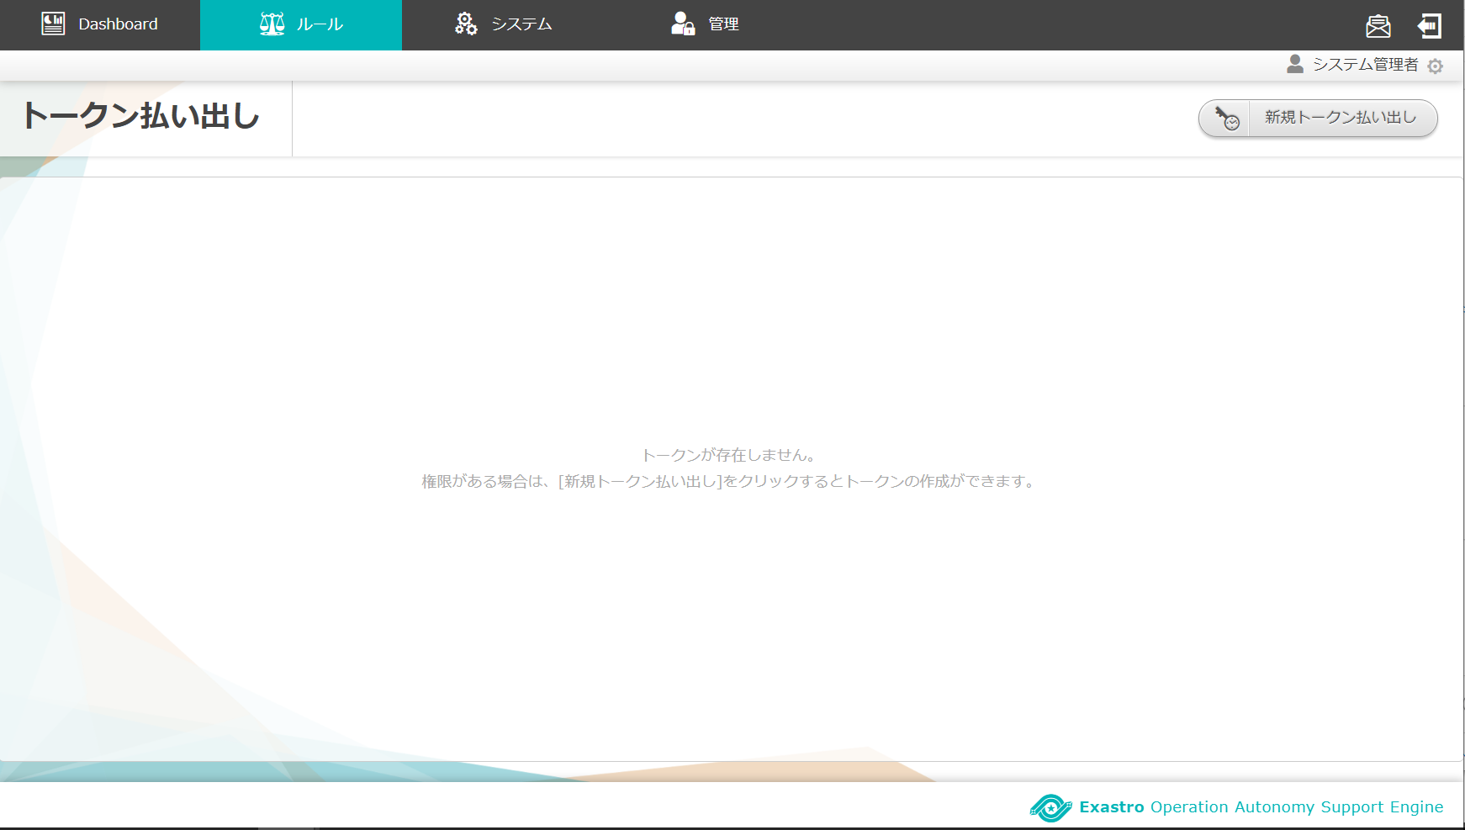 Dashboard
ルール
システム
管理
システム管理者
トークン払い出し
新規トークン払い出し
トークンが存在しません。
権限がある場合は、[新規トークン払い出し]をクリックするとトークンの作成ができます。
Exastro Operation Autonomy Support Engine